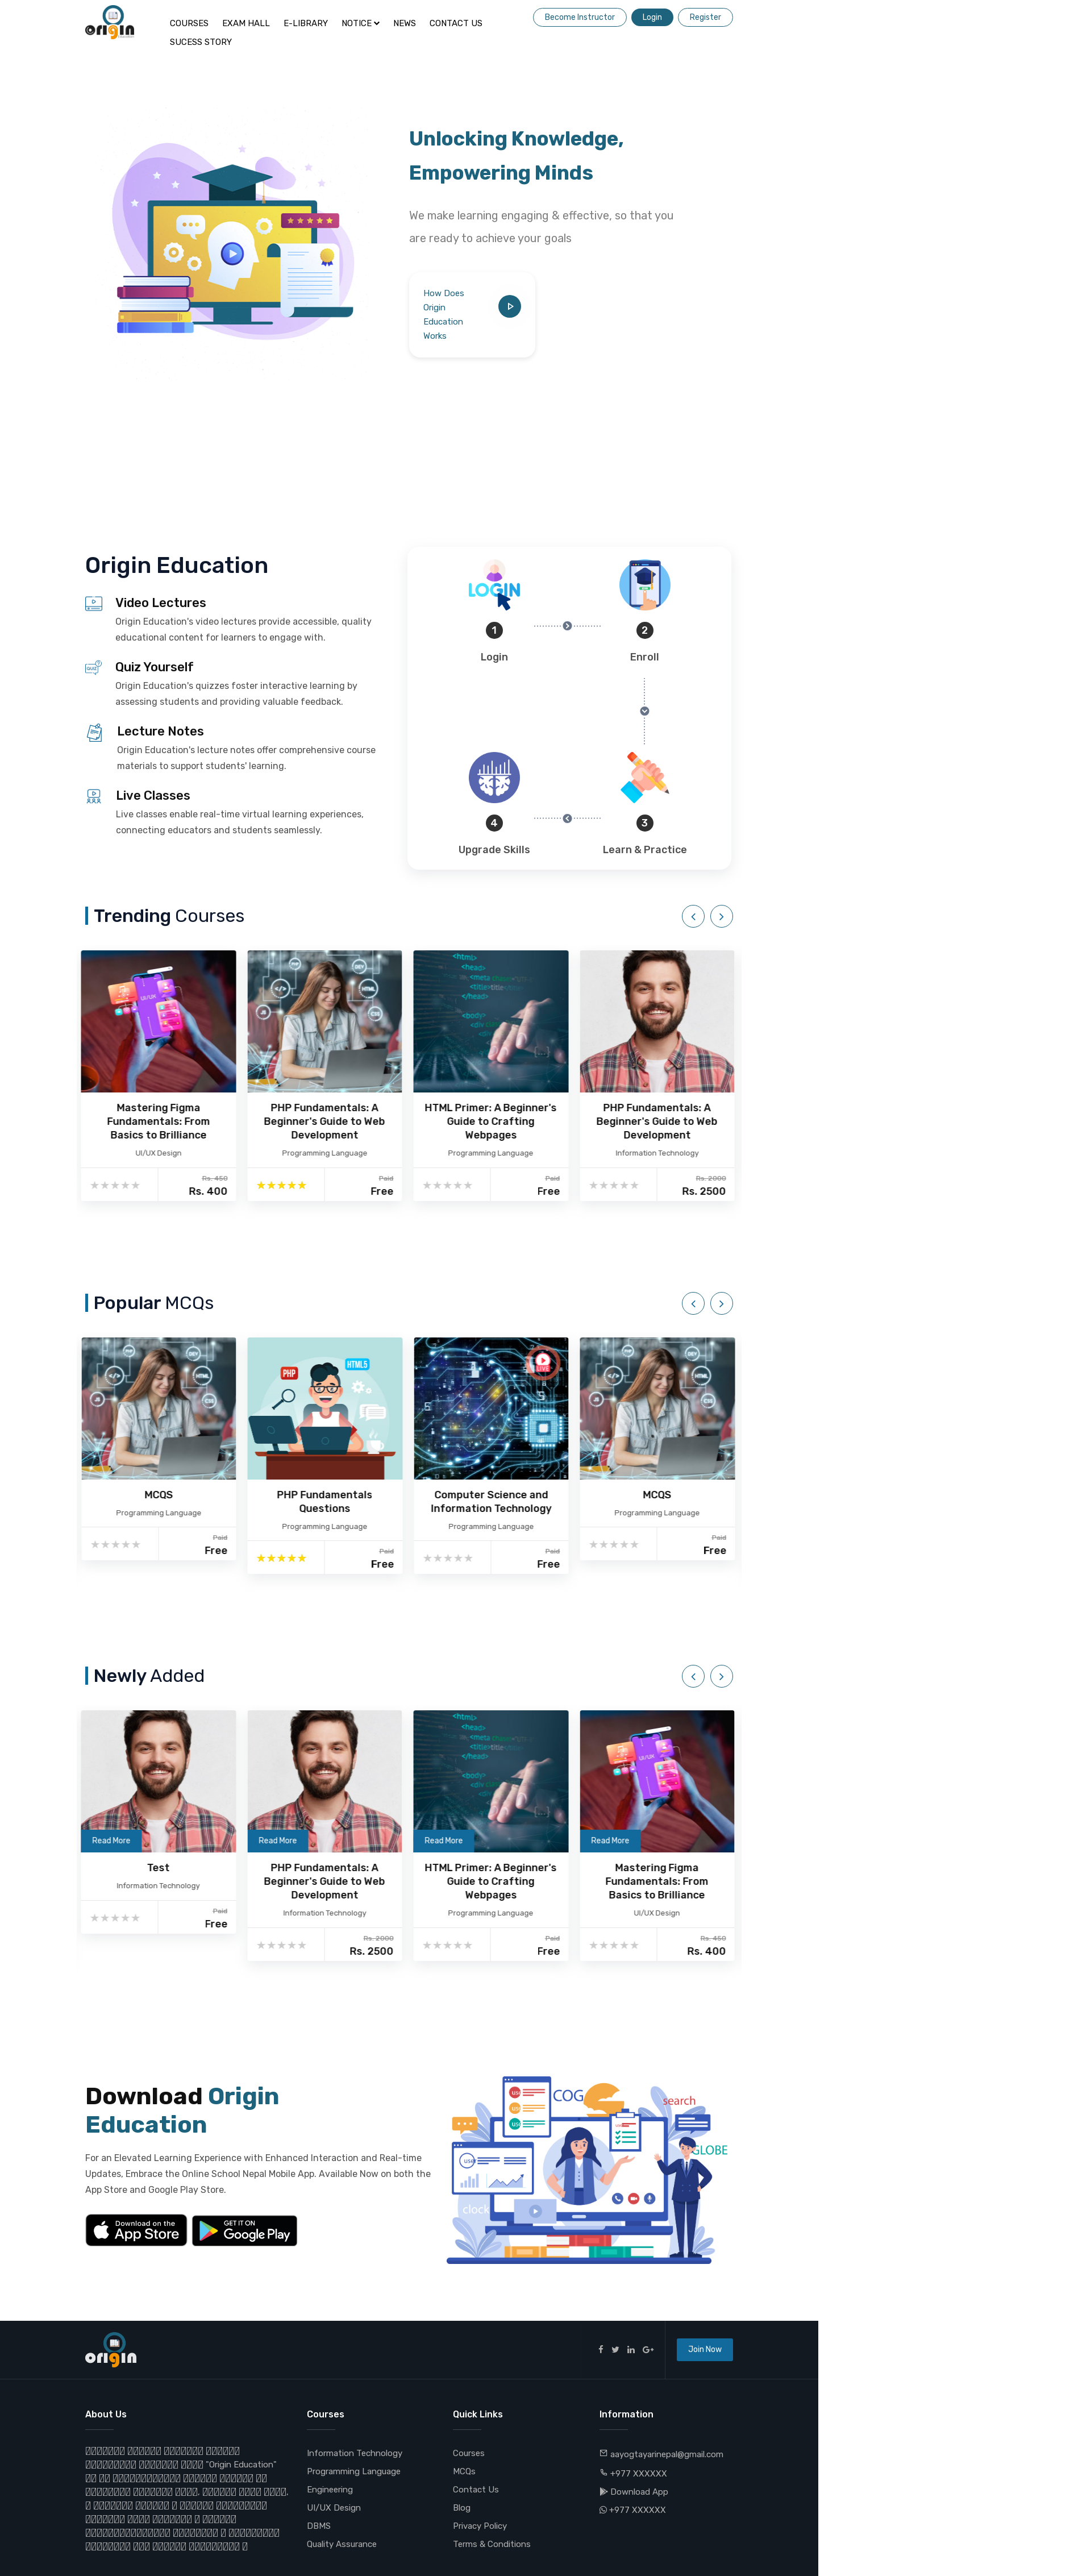 origin
COURSES EXAM HALL E-LIBRARY NOTICE NEWS CONTACT US
SUCESS STORY
Become Instructor Login Register
Unlocking Knowledge,
Empowering Minds
We make learning engaging & effective, so that you
are ready to achieve your goals
How Does
Origin
Education
Works
Origin Education
Video Lectures
Origin Education's video lectures provide accessible, quality
educational content for learners to engage with.
Quiz Yourself
Origin Education's quizzes foster interactive learning by
assessing students and providing valuable feedback.
Lecture Notes
Origin Education's lecture notes offer comprehensive course
materials to support students' learning.
Live Classes
Live classes enable real-time virtual learning experiences,
connecting educators and students seamlessly.
LOGIN
1 2
Login Enroll
4 3
Upgrade Skills Learn & Practice
Trending Courses
Mastering Figma
Fundamentals: From
Basics to Brilliance
UI/UX Design
Rs. 450
Rs. 400
PHP Fundamentals: A
Beginner's Guide to Web
Development
Programming Language
Paid
Free
HTML Primer: A Beginner's
Guide to Crafting
Webpages
Programming Language
Paid
Free
PHP Fundamentals: A
Beginner's Guide to Web
Development
Information Technology
Rs. 2800
Rs. 2500
Popular MCQs
MCQS
Programming Language
Paid
Free
PHP HTML5
PHP Fundamentals
Questions
Programming Language
Paid
Free
LIVE
Computer Science and
Information Technology
Programming Language
Paid
Free
MCQS
Programming Language
Paid
Free
Newly Added
Read More
Test
Information Technology
Paid
Free
Read More
PHP Fundamentals: A
Beginner's Guide to Web
Development
Information Technology
Rs. 2800
Rs. 2500
Read More
HTML Primer: A Beginner's
Guide to Crafting
Webpages
Programming Language
Paid
Free
Read More
Mastering Figma
Fundamentals: From
Basics to Brilliance
UI/UX Design
Rs. 450
Rs. 400
Download Origin
Education
For an Elevated Learning Experience with Enhanced Interaction and Real-time
Updates, Embrace the Online School Nepal Mobile App. Available Now on both the
App Store and Google Play Store.
Download on the
App Store
GET IT ON
Google Play
COG
search
GLOBE
clock
origin
Join Now
About Us
"Origin Education"
Courses
Information Technology
Programming Language
Engineering
UI/UX Design
DBMS
Quality Assurance
Quick Links
Courses
MCQs
Contact Us
Blog
Privacy Policy
Terms & Conditions
Information
aayogtayarinepal@gmail.com
+977 XXXXXX
Download App
+977 XXXXXX